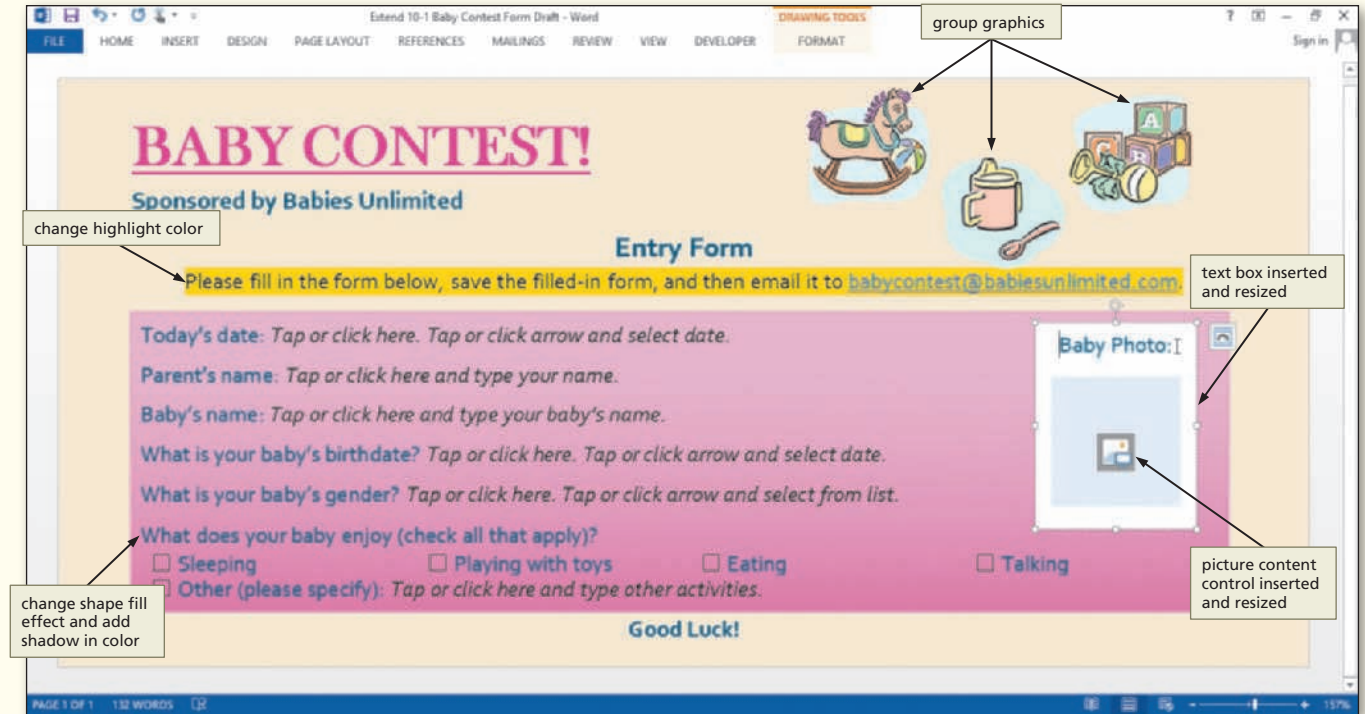 Extend 10-1 Baby Contest Form Draft - Word
DRAWING TOOLS
?
FILE HOME INSERT DESIGN PAGE LAYOUT REFERENCES MAILINGS REVIEW VIEW DEVELOPER FORMAT
Sign in
group graphics
BABY CONTEST!
Sponsored by Babies Unlimited
A
change highlight color
Entry Form
Please fill in the form below, save the filled-in form, and then email it to babycontest@babiesunlimited.com.
text box inserted
and resized
Today's date: Tap or click here. Tap or click arrow and select date.
Baby Photo:
Parent's name: Tap or click here and type your name.
Baby's name: Tap or click here and type your baby's name.
What is your baby's birthdate? Tap or click here. Tap or click arrow and select date.
What is your baby's gender? Tap or click here. Tap or click arrow and select from list.
What does your baby enjoy (check all that apply)?
Sleeping Playing with toys Eating Talking
Other (please specify): Tap or click here and type other activities.
picture content
control inserted
and resized
change shape fill
effect and add
shadow in color
Good Luck!
PAGE 1 OF 1 132 WORDS
157%